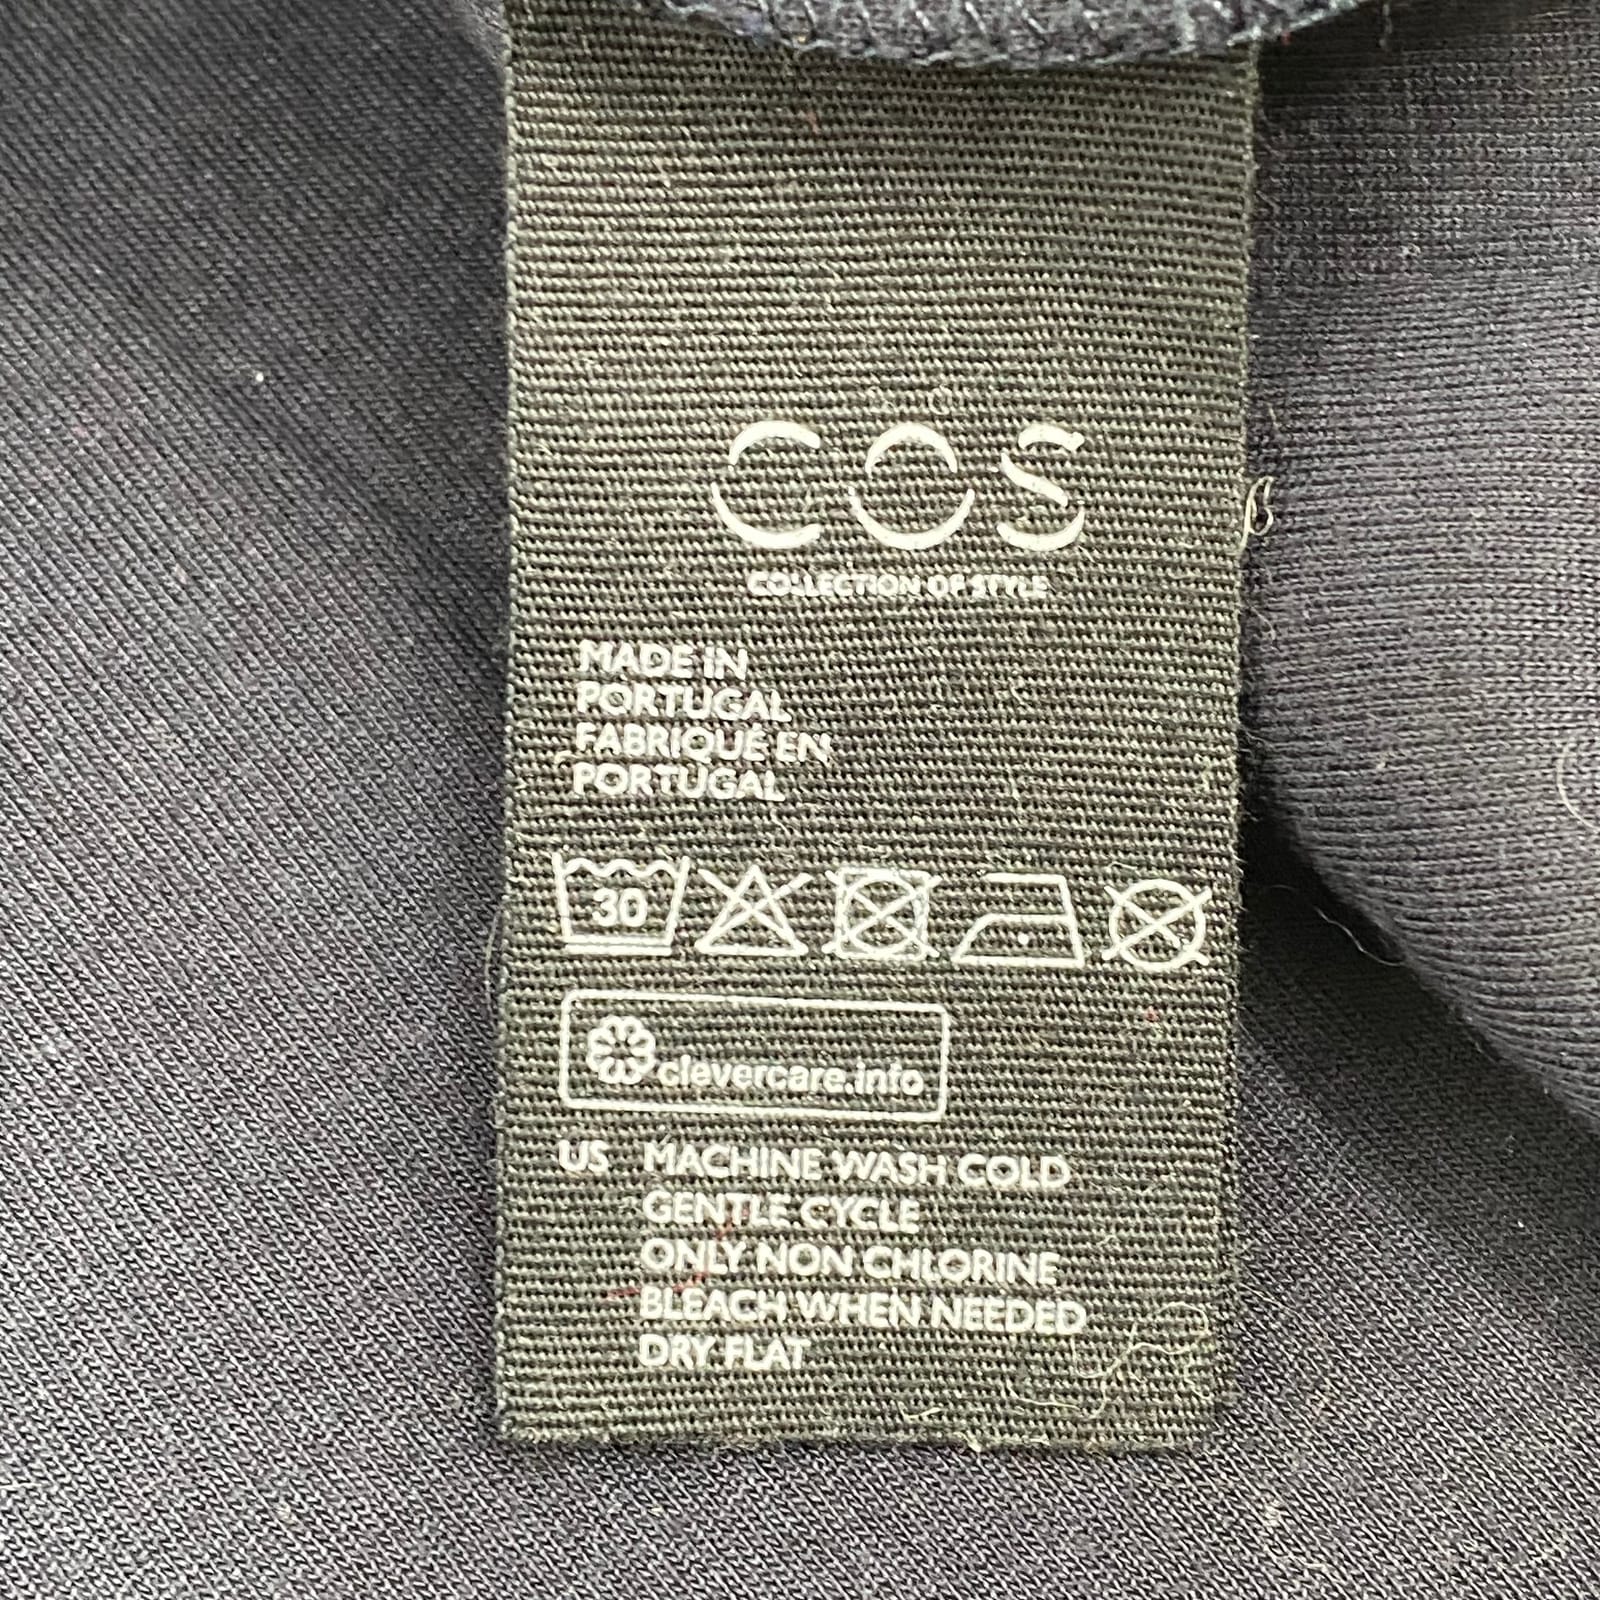 COS
COLLECTION OF STYLE
MADE IN
PORTUGAL
FABRIQUÉ EN
PORTUGAL
30
clevercare.info
US MACHINE WASH COLD
GENTLE CYCLE
ONLY NON CHLORINE
BLEACH WHEN NEEDED
DRY FLAT